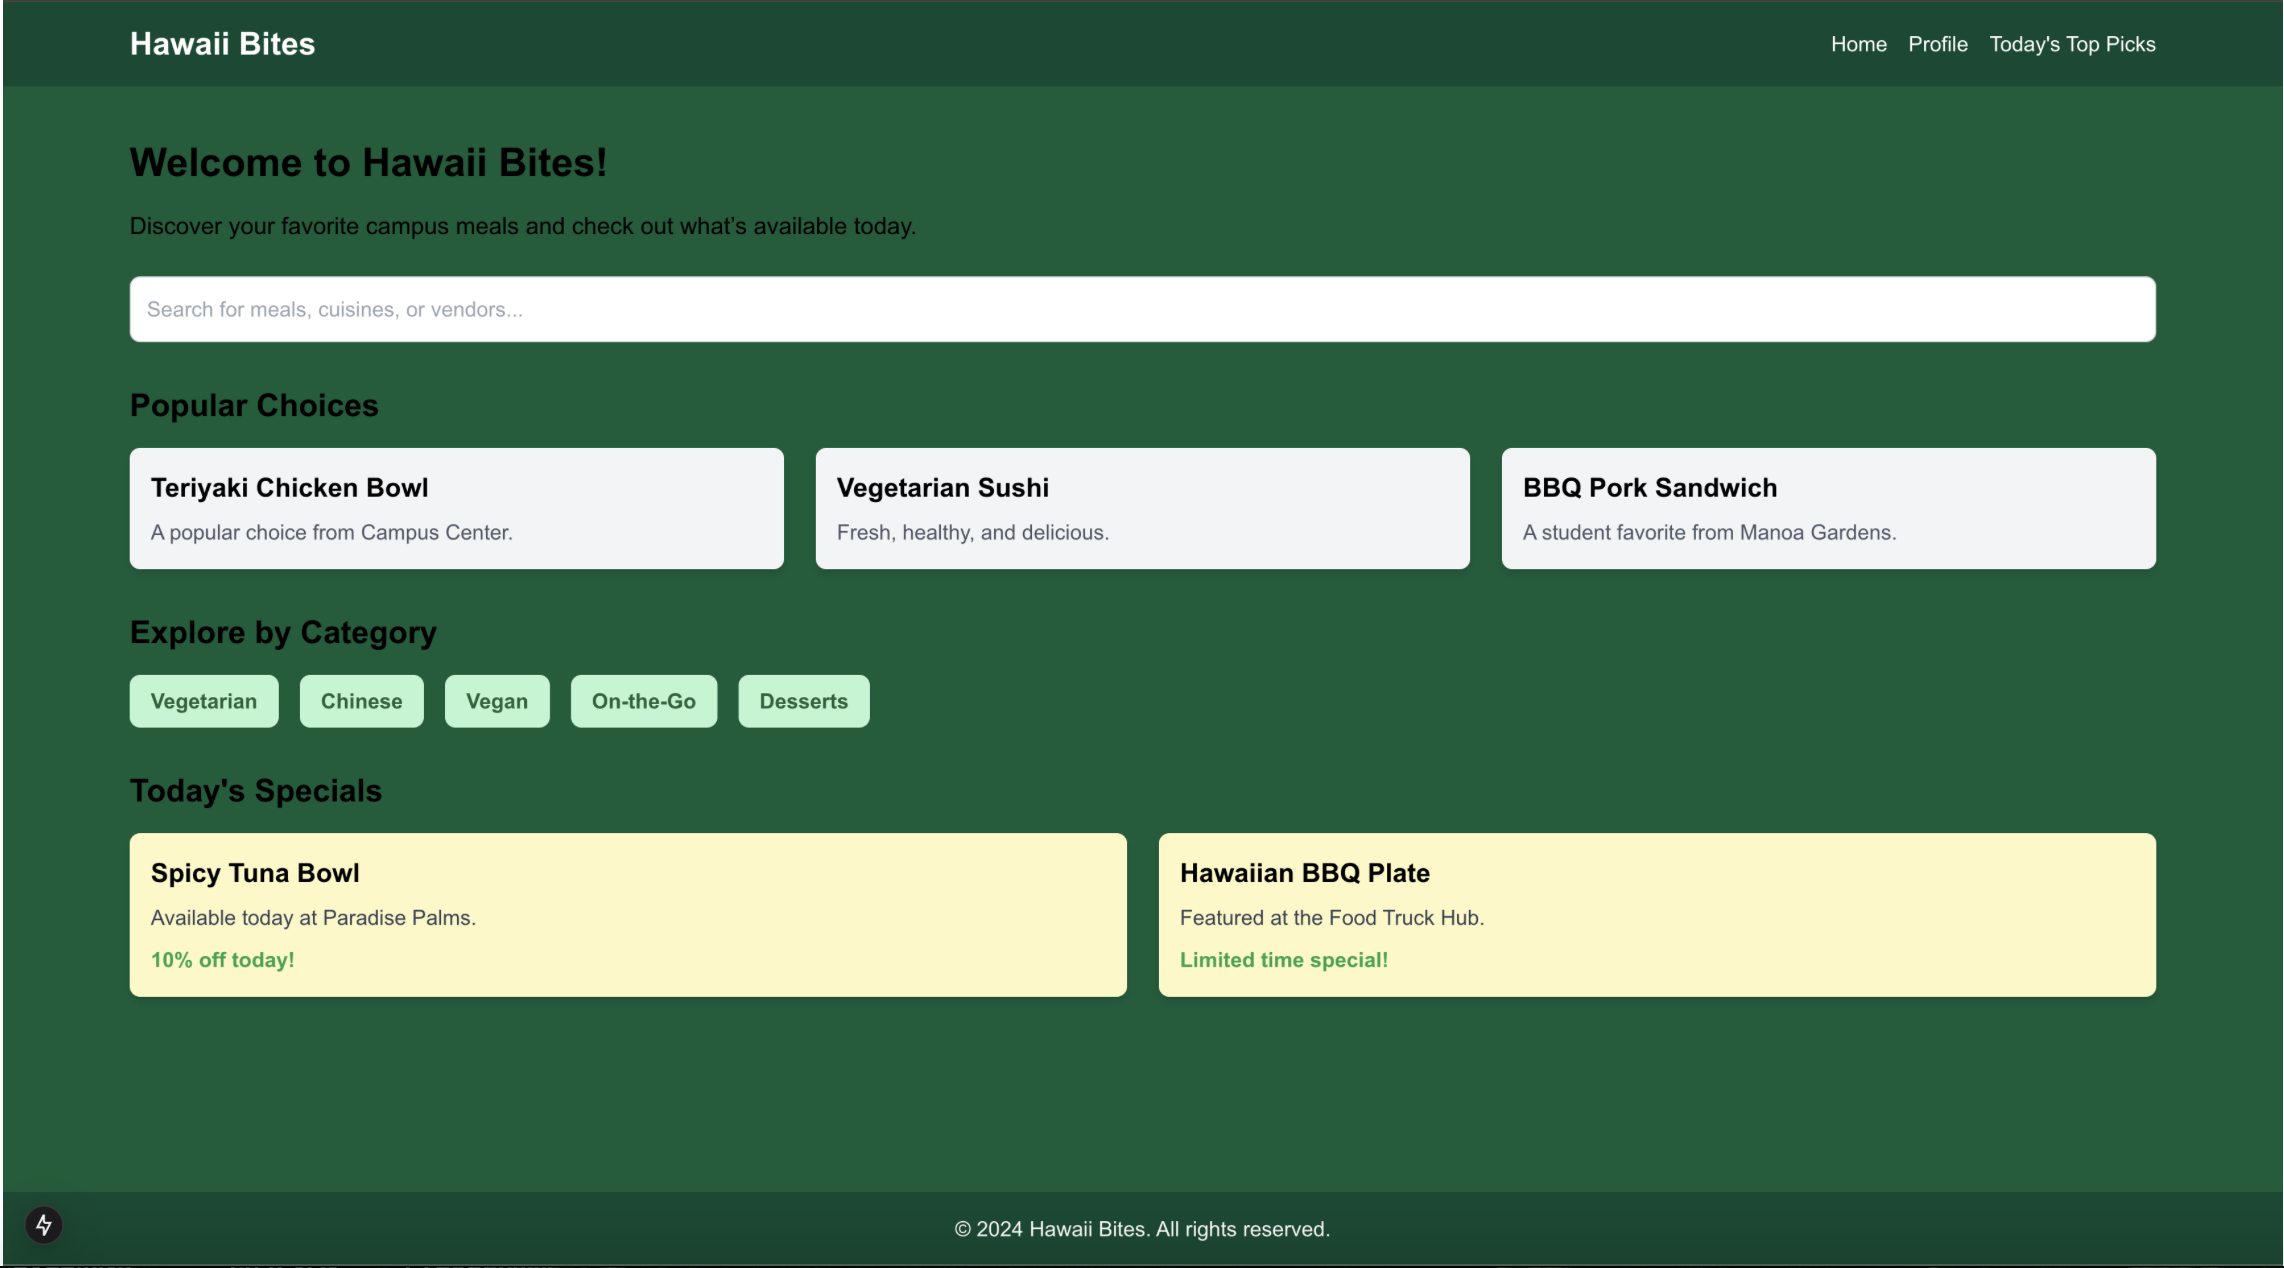 Hawaii Bites
Home Profile Today's Top Picks
Welcome to Hawaii Bites!
Discover your favorite campus meals and check out what’s available today.
Search for meals, cuisines, or vendors...
Popular Choices
Teriyaki Chicken Bowl
A popular choice from Campus Center.
Vegetarian Sushi
Fresh, healthy, and delicious.
BBQ Pork Sandwich
A student favorite from Manoa Gardens.
Explore by Category
Vegetarian Chinese Vegan On-the-Go Desserts
Today's Specials
Spicy Tuna Bowl
Available today at Paradise Palms.
10% off today!
Hawaiian BBQ Plate
Featured at the Food Truck Hub.
Limited time special!
© 2024 Hawaii Bites. All rights reserved.